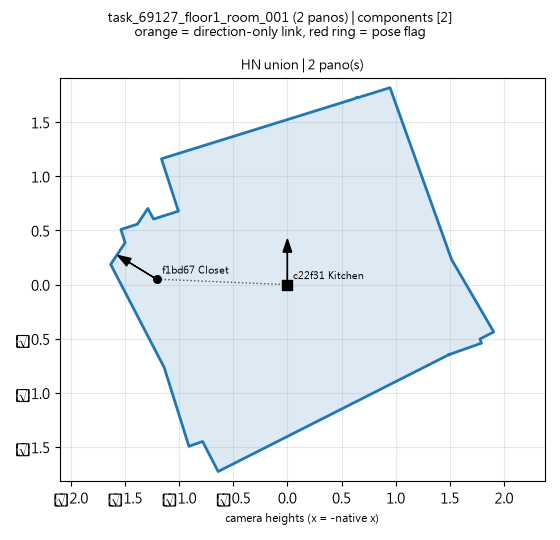 task_69127_floor1_room_001 (2 panos) | components [2]
orange = direction-only link, red ring = pose flag
HN union | 2 pano(s)
1.5
1.0
0.5
0.0
0.5
1.0
1.5
f1bd67 Closet
c22f31 Kitchen
2.0 1.5 1.0 0.5 0.0 0.5 1.0 1.5 2.0
camera heights (x = -native x)